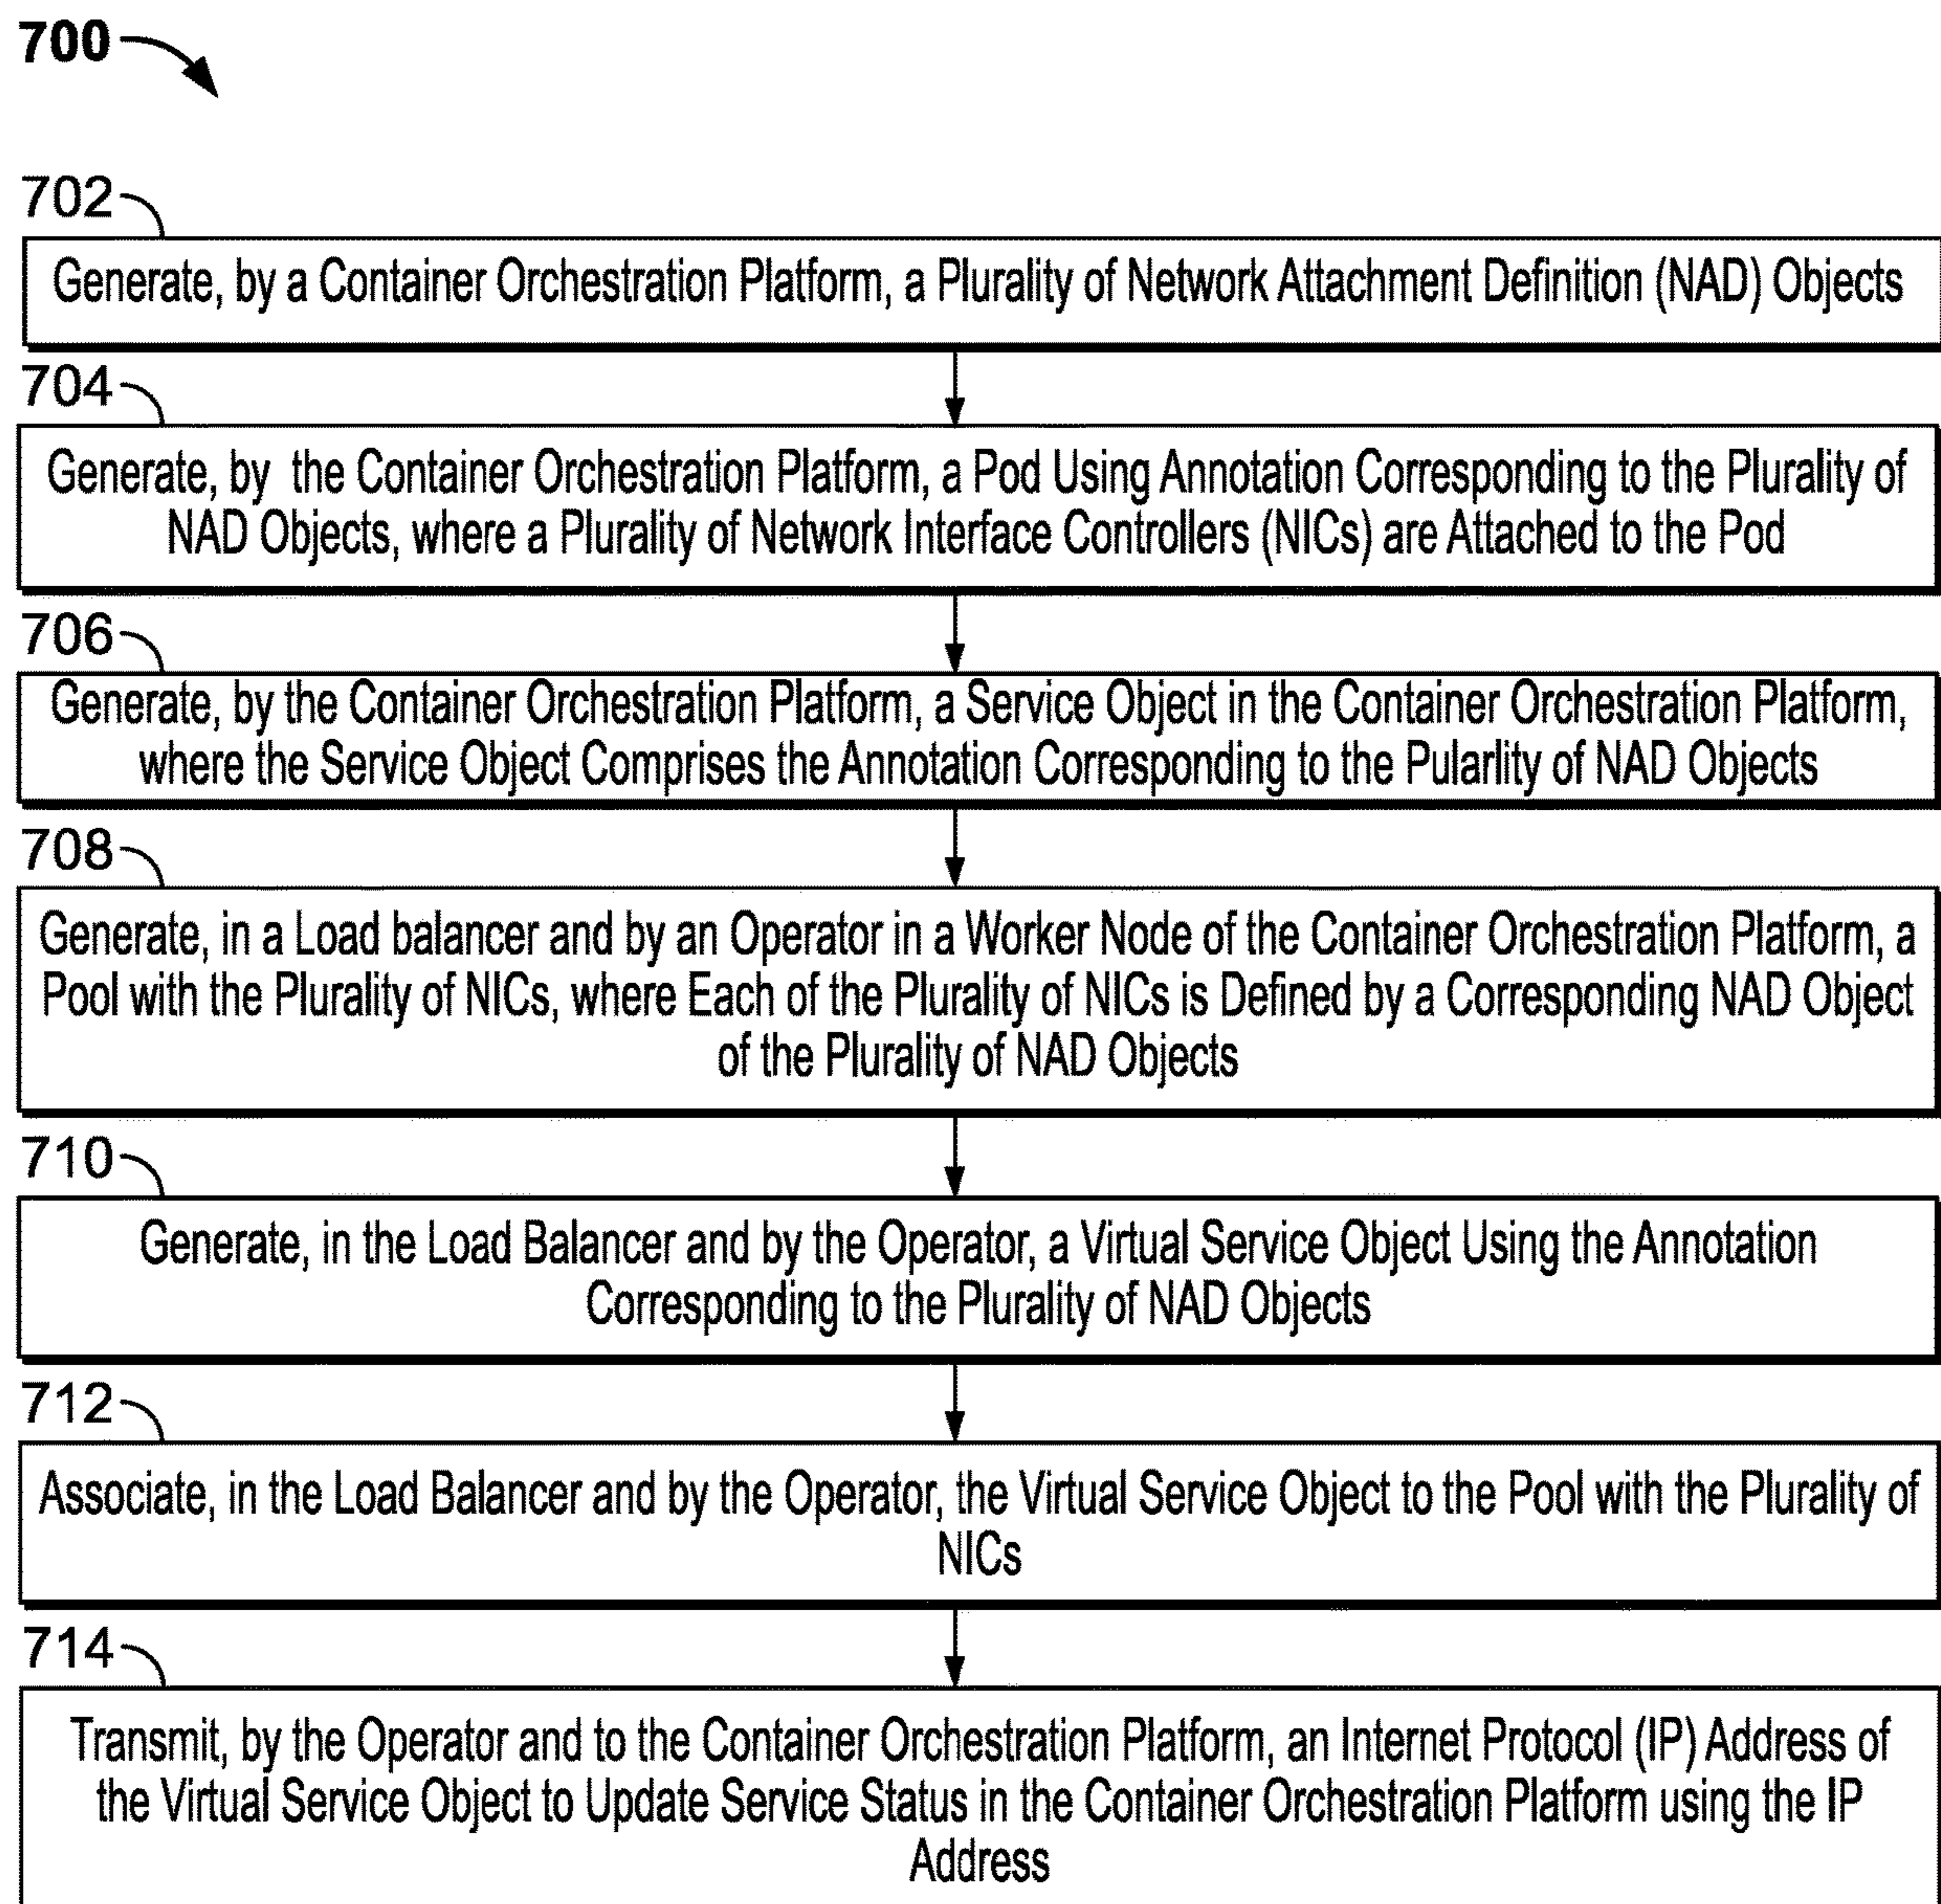 700
702
Generate, by a Container Orchestration Platform, a Plurality of Network Attachment Definition (NAD) Objects
704
Generate, by the Container Orchestration Platform, a Pod Using Annotation Corresponding to the Plurality of
NAD Objects, where a Plurality of Network Interface Controllers (NICs) are Attached to the Pod
706
Generate, by the Container Orchestration Platform, a Service Object in the Container Orchestration Platform,
where the Service Object Comprises the Annotation Corresponding to the Pularlity of NAD Objects
708
Generate, in a Load balancer and by an Operator in a Worker Node of the Container Orchestration Platform, a
Pool with the Plurality of NICs, where Each of the Plurality of NICs is Defined by a Corresponding NAD Object
of the Plurality of NAD Objects
710
Generate, in the Load Balancer and by the Operator, a Virtual Service Object Using the Annotation
Corresponding to the Plurality of NAD Objects
712
Associate, in the Load Balancer and by the Operator, the Virtual Service Object to the Pool with the Plurality of
NICs
714
Transmit, by the Operator and to the Container Orchestration Platform, an Internet Protocol (IP) Address of
the Virtual Service Object to Update Service Status in the Container Orchestration Platform using the IP
Address